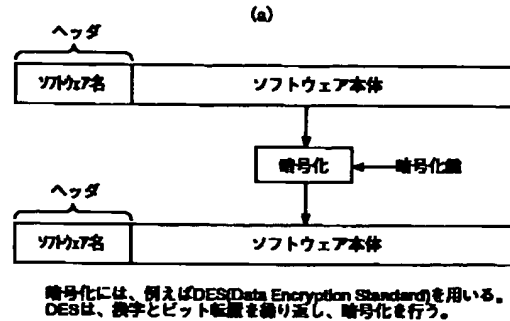 (a)
ヘッダ
ソフトウェア名 ソフトウェア本体
暗号化 暗号化鍵
ヘッダ
ソフトウェア名 ソフトウェア本体
暗号化には、例えばDES(Data Encryption Standard)を用いる。
DESは、換字とビット転置を繰り返し、暗号化を行う。